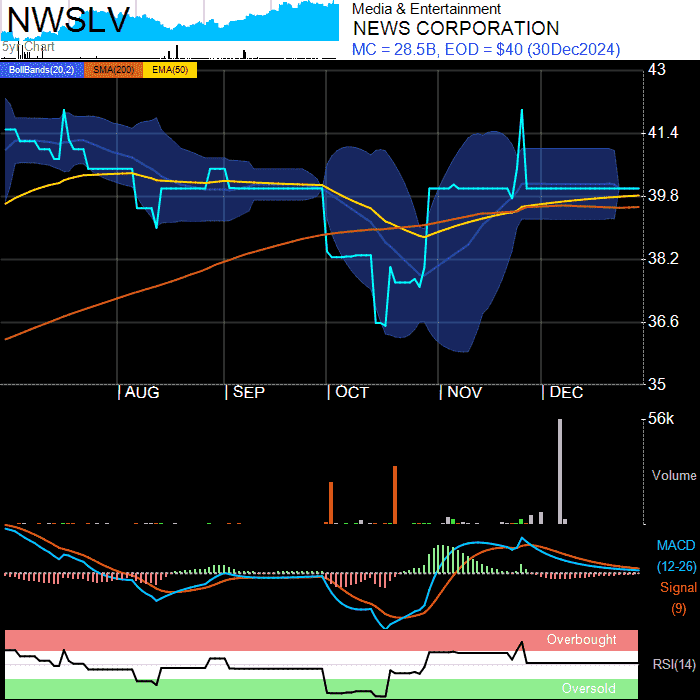 NWSLV
5yr Chart
Media & Entertainment
NEWS CORPORATION
MC = 28.5B, EOD = $40 (30Dec2024)
BollBands(20,2) SMA(200) EMA(50)
43
41.4
39.8
38.2
36.6
35
AUG SEP OCT NOV DEC
56k
Volume
MACD
(12-26)
Signal
(9)
Overbought
RSI(14)
Oversold